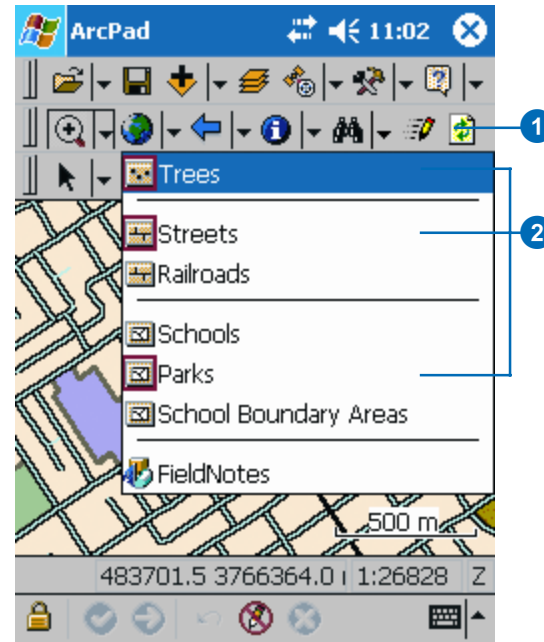 ArcPad 11:02
1
Trees
Streets
2
Railroads
Schools
Parks
School Boundary Areas
FieldNotes
500 m
483701.5 3766364.0 1:26828 Z